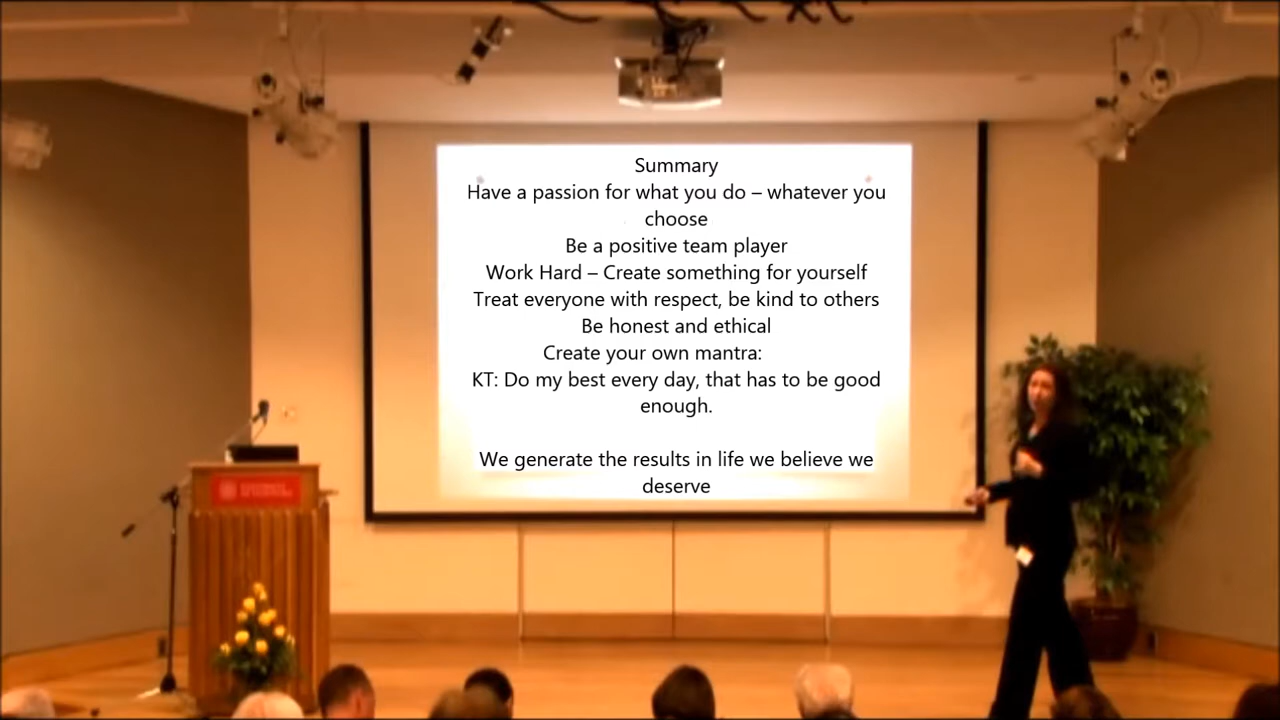 Summary
Have a passion for what you do – whatever you
choose
Be a positive team player
Work Hard – Create something for yourself
Treat everyone with respect, be kind to others
Be honest and ethical
Create your own mantra:
KT: Do my best every day, that has to be good
enough.
We generate the results in life we believe we
deserve